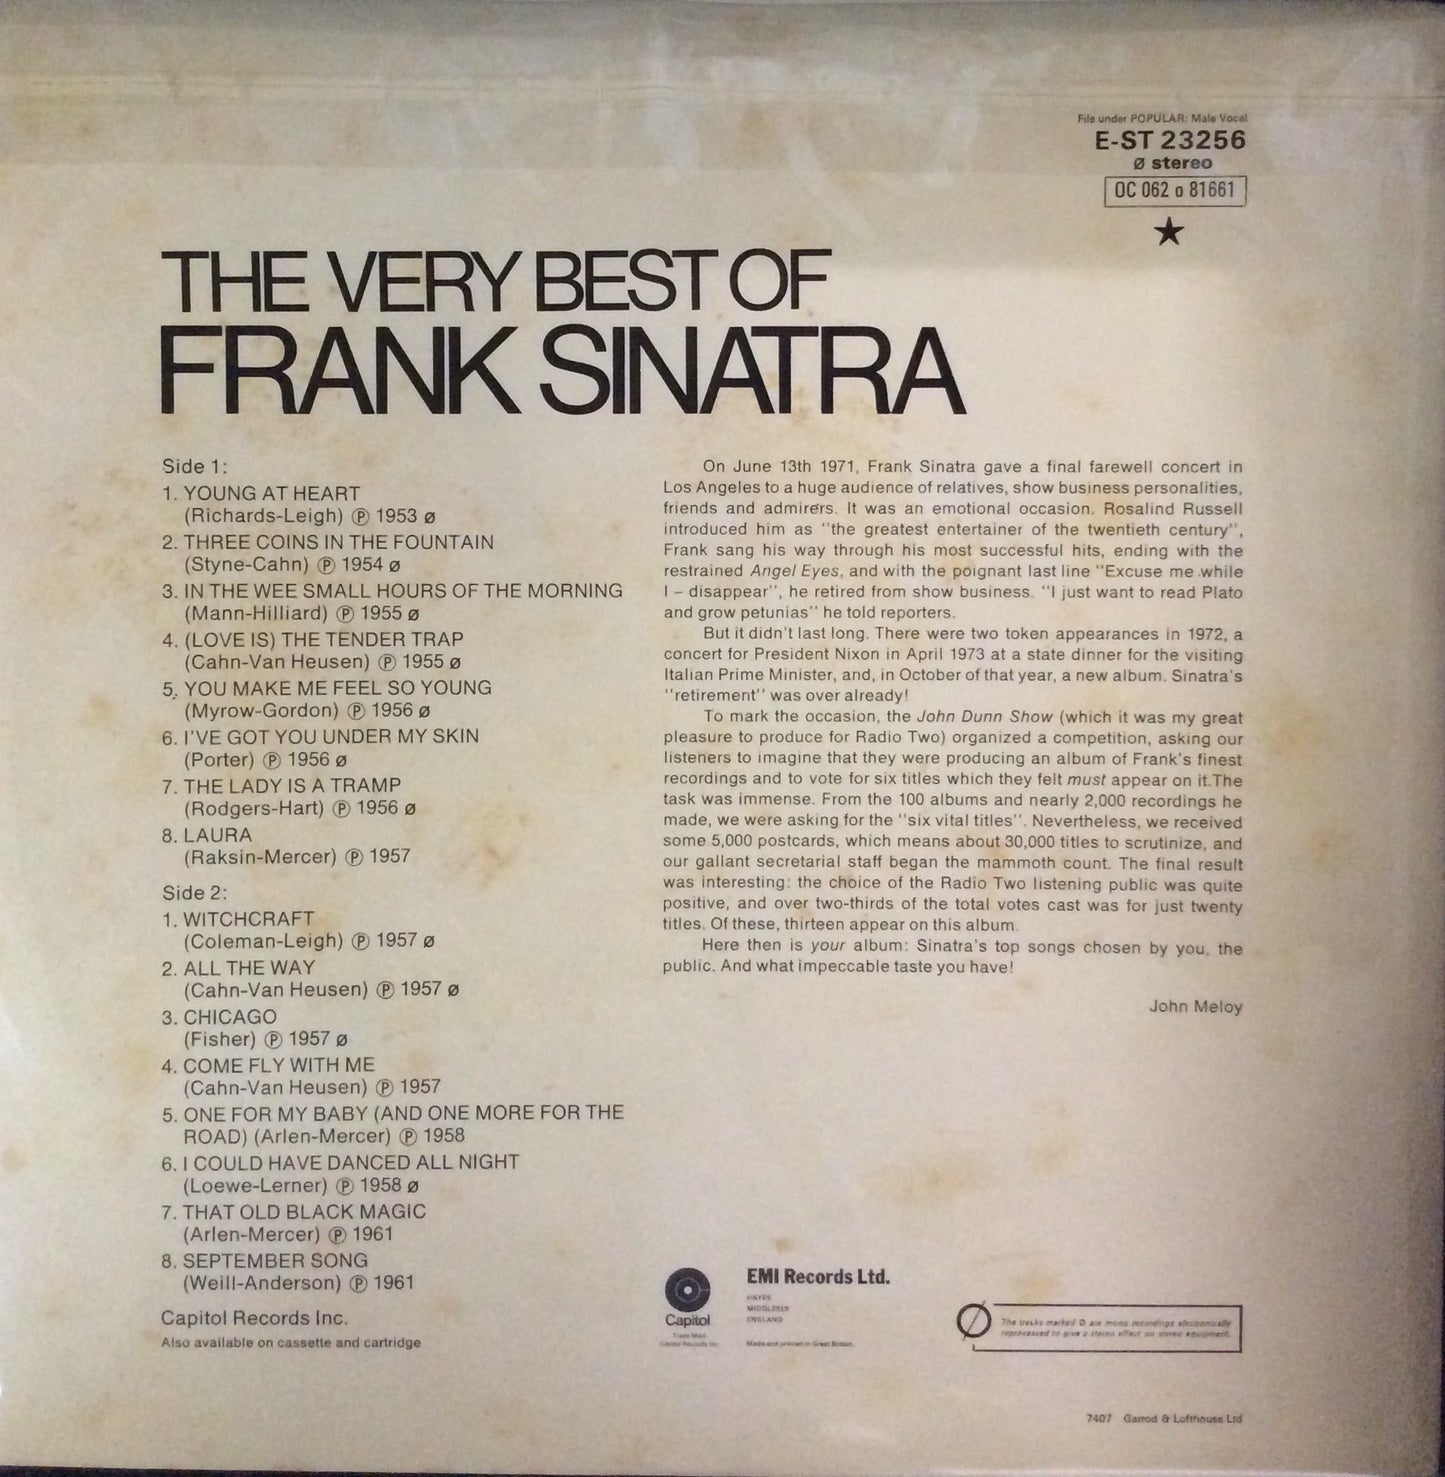 File under POPULAR: Male Vocal
E-ST 23256
ø stereo
OC 062 o 81661
THE VERY BEST OF
FRANK SINATRA
Side 1:
1. YOUNG AT HEART
(Richards-Leigh) Ⓟ 1953 ø
2. THREE COINS IN THE FOUNTAIN
(Styne-Cahn) Ⓟ 1954 ø
3. IN THE WEE SMALL HOURS OF THE MORNING
(Mann-Hilliard) Ⓟ 1955 ø
4. (LOVE IS) THE TENDER TRAP
(Cahn-Van Heusen) Ⓟ 1955 ø
5. YOU MAKE ME FEEL SO YOUNG
(Myrow-Gordon) Ⓟ 1956 ø
6. I'VE GOT YOU UNDER MY SKIN
(Porter) Ⓟ 1956 ø
7. THE LADY IS A TRAMP
(Rodgers-Hart) Ⓟ 1956 ø
8. LAURA
(Raksin-Mercer) Ⓟ 1957
Side 2:
1. WITCHCRAFT
(Coleman-Leigh) Ⓟ 1957 ø
2. ALL THE WAY
(Cahn-Van Heusen) Ⓟ 1957 ø
3. CHICAGO
(Fisher) Ⓟ 1957 ø
4. COME FLY WITH ME
(Cahn-Van Heusen) Ⓟ 1957
5. ONE FOR MY BABY (AND ONE MORE FOR THE
ROAD) (Arlen-Mercer) Ⓟ 1958
6. I COULD HAVE DANCED ALL NIGHT
(Loewe-Lerner) Ⓟ 1958 ø
7. THAT OLD BLACK MAGIC
(Arlen-Mercer) Ⓟ 1961
8. SEPTEMBER SONG
(Weill-Anderson) Ⓟ 1961
Capitol Records Inc.
Also available on cassette and cartridge
On June 13th 1971, Frank Sinatra gave a final farewell concert in
Los Angeles to a huge audience of relatives, show business personalities,
friends and admirers. It was an emotional occasion. Rosalind Russell
introduced him as "the greatest entertainer of the twentieth century",
Frank sang his way through his most successful hits, ending with the
restrained Angel Eyes, and with the poignant last line "Excuse me while
I – disappear", he retired from show business. "I just want to read Plato
and grow petunias" he told reporters.
But it didn't last long. There were two token appearances in 1972, a
concert for President Nixon in April 1973 at a state dinner for the visiting
Italian Prime Minister, and, in October of that year, a new album. Sinatra's
"retirement" was over already!
To mark the occasion, the John Dunn Show (which it was my great
pleasure to produce for Radio Two) organized a competition, asking our
listeners to imagine that they were producing an album of Frank's finest
recordings and to vote for six titles which they felt must appear on it.The
task was immense. From the 100 albums and nearly 2,000 recordings he
made, we were asking for the "six vital titles". Nevertheless, we received
some 5,000 postcards, which means about 30,000 titles to scrutinize, and
our gallant secretarial staff began the mammoth count. The final result
was interesting: the choice of the Radio Two listening public was quite
positive, and over two-thirds of the total votes cast was for just twenty
titles. Of these, thirteen appear on this album.
Here then is your album: Sinatra's top songs chosen by you, the
public. And what impeccable taste you have!
John Meloy
Capitol
Trade Mark
Capitol Records Inc
EMI Records Ltd.
HAYES
MIDDLESEX
ENGLAND
Made and printed in Great Britain
Ø
The tracks marked Ø are mono recordings electronically
reprocessed to give a stereo effect on stereo equipment.
7407 Garrod & Lofthouse Ltd